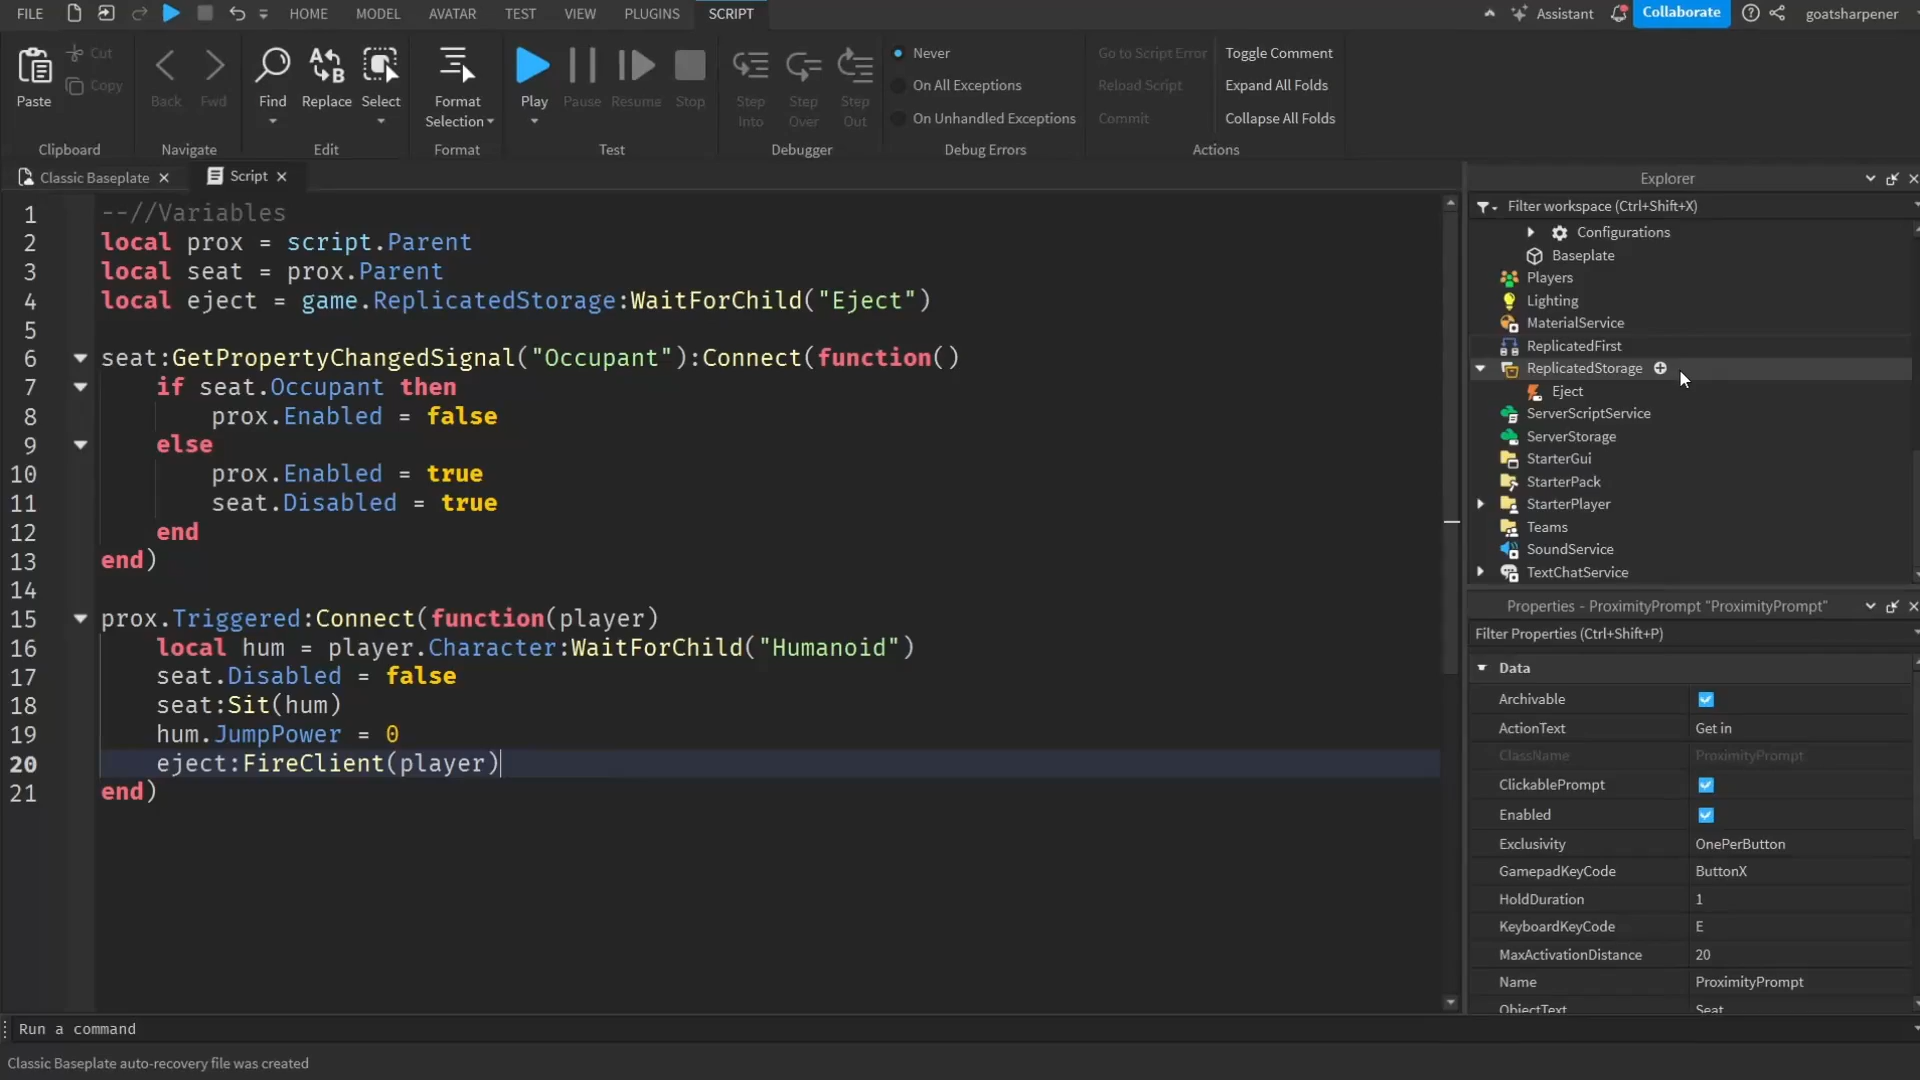 FILE HOME MODEL AVATAR TEST VIEW PLUGINS SCRIPT Assistant Collaborate goatsharpener
Paste Cut Copy
Back Fwd
Find Replace Select
Format Selection
Play Pause Resume Stop
Step Into Step Over Step Out
Never
On All Exceptions
On Unhandled Exceptions
Go to Script Error
Reload Script
Commit
Toggle Comment
Expand All Folds
Collapse All Folds
Clipboard Navigate Edit Format Test Debugger Debug Errors Actions
Classic Baseplate Script
1 --//Variables
2 local prox = script.Parent
3 local seat = prox.Parent
4 local eject = game.ReplicatedStorage:WaitForChild("Eject")
5
6 seat:GetPropertyChangedSignal("Occupant"):Connect(function()
7 if seat.Occupant then
8 prox.Enabled = false
9 else
10 prox.Enabled = true
11 seat.Disabled = true
12 end
13 end)
14
15 prox.Triggered:Connect(function(player)
16 local hum = player.Character:WaitForChild("Humanoid")
17 seat.Disabled = false
18 seat:Sit(hum)
19 hum.JumpPower = 0
20 eject:FireClient(player)
21 end)
Explorer
Filter workspace (Ctrl+Shift+X)
Configurations
Baseplate
Players
Lighting
MaterialService
ReplicatedFirst
ReplicatedStorage
Eject
ServerScriptService
ServerStorage
StarterGui
StarterPack
StarterPlayer
Teams
SoundService
TextChatService
Properties - ProximityPrompt "ProximityPrompt"
Filter Properties (Ctrl+Shift+P)
Data
Archivable
ActionText Get in
ClassName ProximityPrompt
ClickablePrompt
Enabled
Exclusivity OnePerButton
GamepadKeyCode ButtonX
HoldDuration 1
KeyboardKeyCode E
MaxActivationDistance 20
Name ProximityPrompt
ObjectText Seat
Run a command
Classic Baseplate auto-recovery file was created